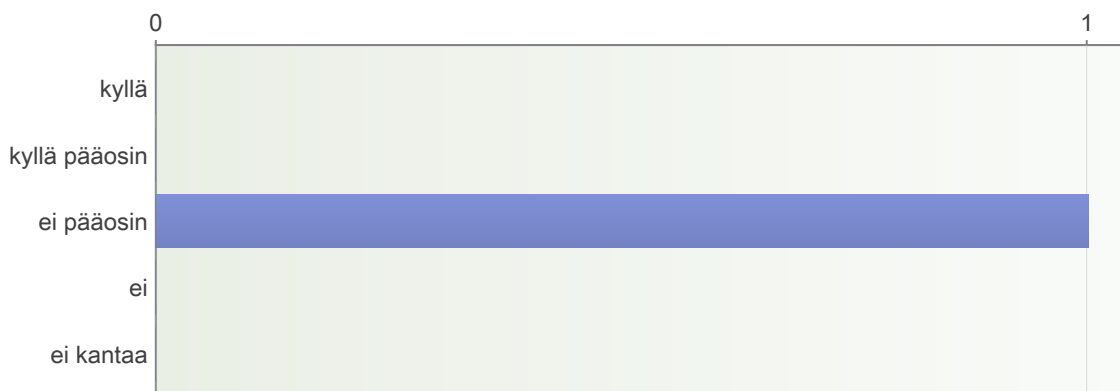 0 1
kyllä
kyllä pääosin
ei pääosin
ei
ei kantaa